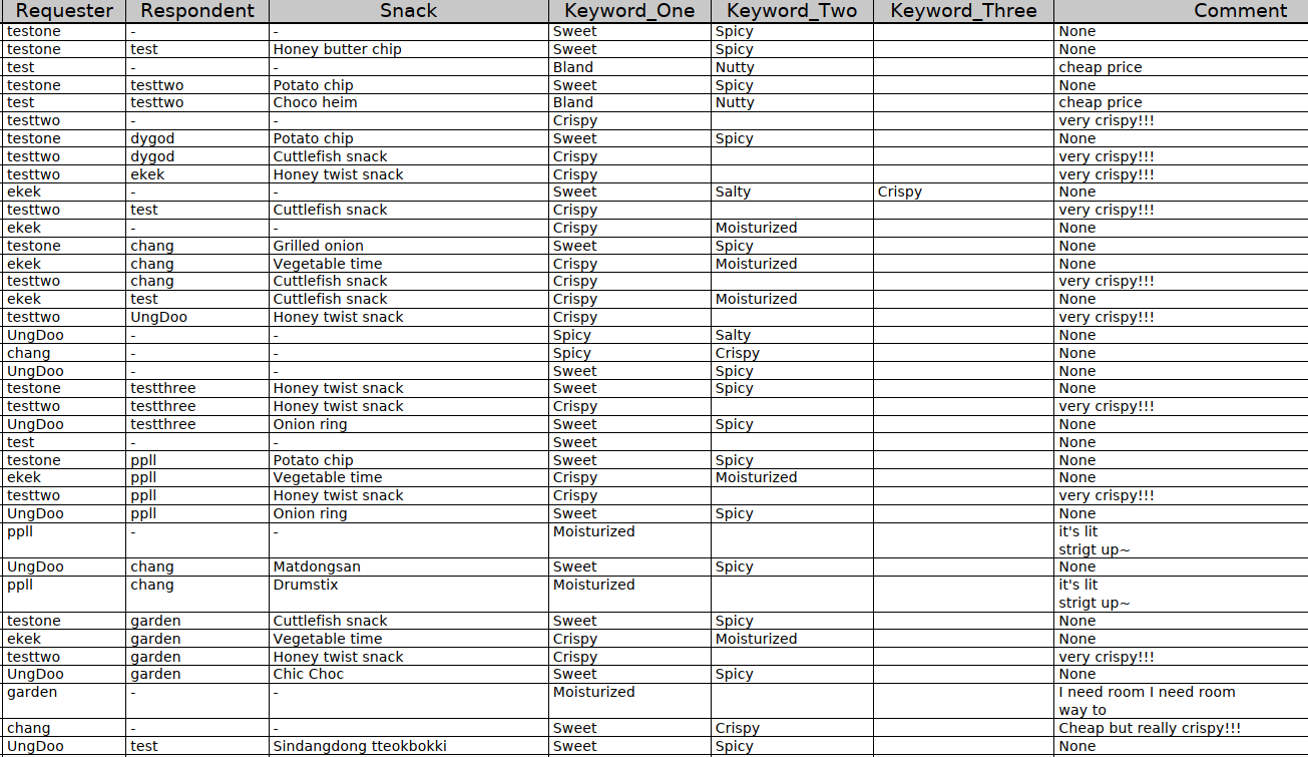 Requester Respondent Snack Keyword_One Keyword_Two Keyword_Three Comment
testone - - Sweet Spicy None
testone test Honey butter chip Sweet Spicy None
test - - Bland Nutty cheap price
testone testtwo Potato chip Sweet Spicy None
test testtwo Choco heim Bland Nutty cheap price
testtwo - - Crispy very crispy!!!
testone dygod Potato chip Sweet Spicy None
testtwo dygod Cuttlefish snack Crispy very crispy!!!
testtwo ekek Honey twist snack Crispy very crispy!!!
ekek - - Sweet Salty Crispy None
testtwo test Cuttlefish snack Crispy very crispy!!!
ekek - - Crispy Moisturized None
testone chang Grilled onion Sweet Spicy None
ekek chang Vegetable time Crispy Moisturized None
testtwo chang Cuttlefish snack Crispy very crispy!!!
ekek test Cuttlefish snack Crispy Moisturized None
testtwo UngDoo Honey twist snack Crispy very crispy!!!
UngDoo - - Spicy Salty None
chang - - Spicy Crispy None
UngDoo - - Sweet Spicy None
testone testthree Honey twist snack Sweet Spicy None
testtwo testthree Honey twist snack Crispy very crispy!!!
UngDoo testthree Onion ring Sweet Spicy None
test - - Sweet None
testone ppll Potato chip Sweet Spicy None
ekek ppll Vegetable time Crispy Moisturized None
testtwo ppll Honey twist snack Crispy very crispy!!!
UngDoo ppll Onion ring Sweet Spicy None
ppll - - Moisturized it's lit
strigt up~
UngDoo chang Matdongsan Sweet Spicy None
ppll chang Drumstix Moisturized it's lit
strigt up~
testone garden Cuttlefish snack Sweet Spicy None
ekek garden Vegetable time Crispy Moisturized None
testtwo garden Honey twist snack Crispy very crispy!!!
UngDoo garden Chic Choc Sweet Spicy None
garden - - Moisturized I need room I need room
way to
chang - - Sweet Crispy Cheap but really crispy!!!
UngDoo test Sindangdong tteokbokki Sweet Spicy None